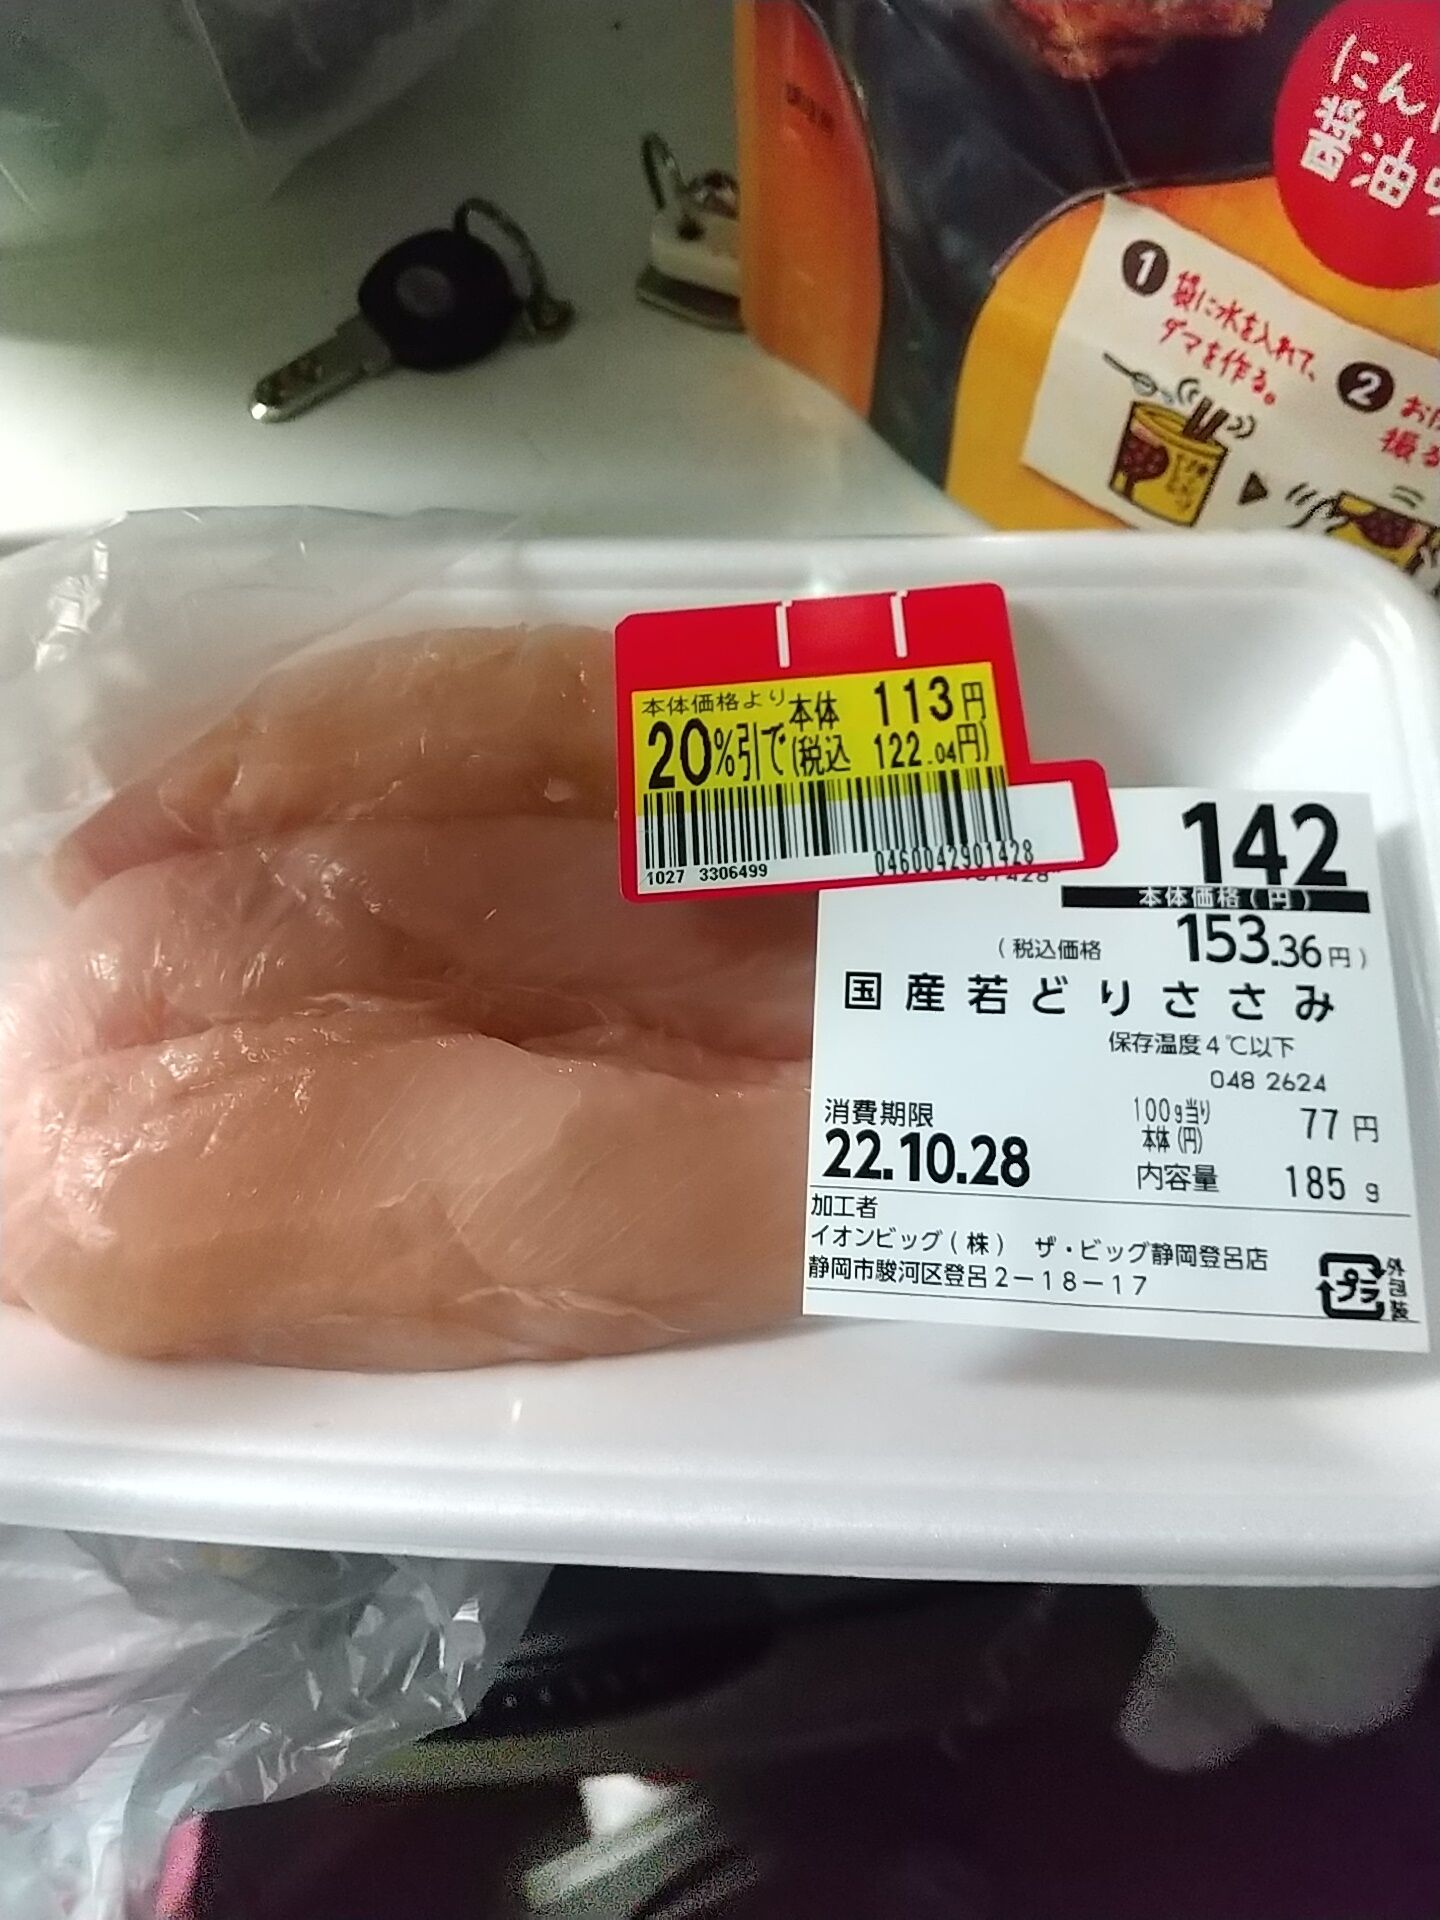 にん
醤油
1 袋に水を入れて、
ダマを作る。
2
本体価格より
20%引で
本体 113円
(税込 122.04円)
0460042901428
1027 3306499
142
本体価格(円)
(税込価格 153.36円)
国産若どりささみ
保存温度4℃以下
048 2624
消費期限
22.10.28
100g当り
本体(円) 77円
内容量 185g
加工者
イオンビッグ(株) ザ・ビッグ静岡登呂店
静岡市駿河区登呂2-18-17
プラ
外包装